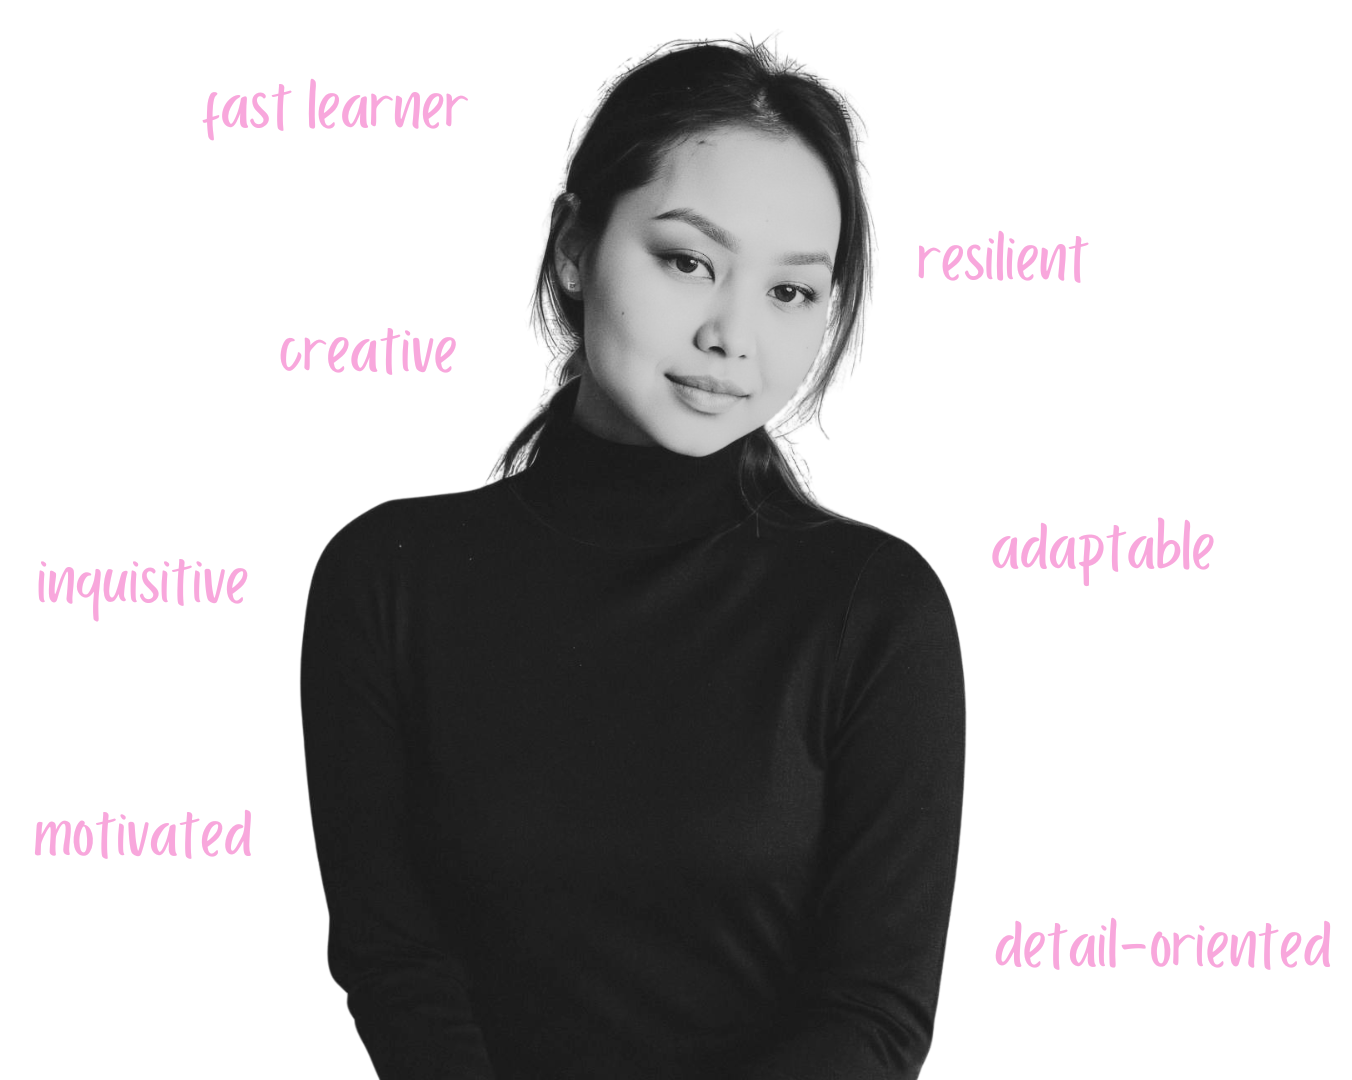 fast learner
resilient
creative
adaptable
inquisitive
motivated
detail-oriented